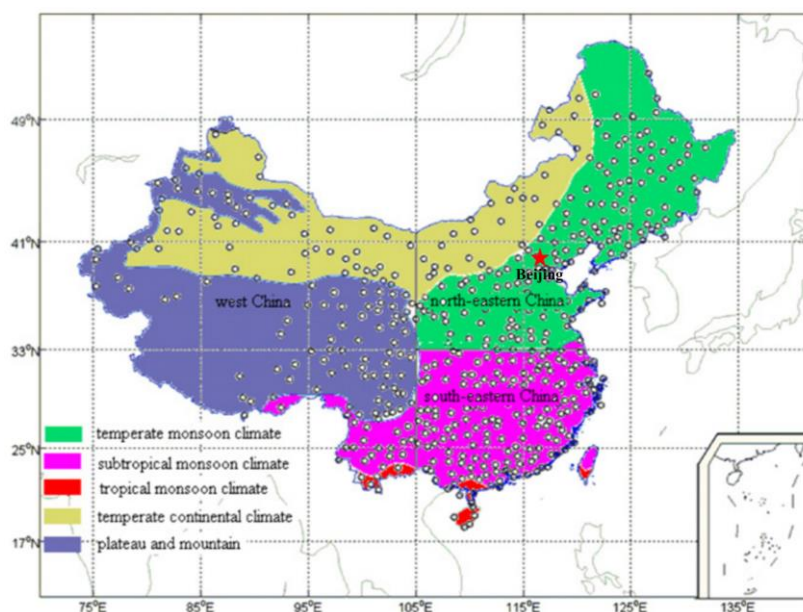 49°N
41°N
33°N
25°N
17°N
Beijing
west China
north-eastern China
south-eastern China
temperate monsoon climate
subtropical monsoon climate
tropical monsoon climate
temperate continental climate
plateau and mountain
75°E
85°E
95°E
105°E
115°E
125°E
135°E